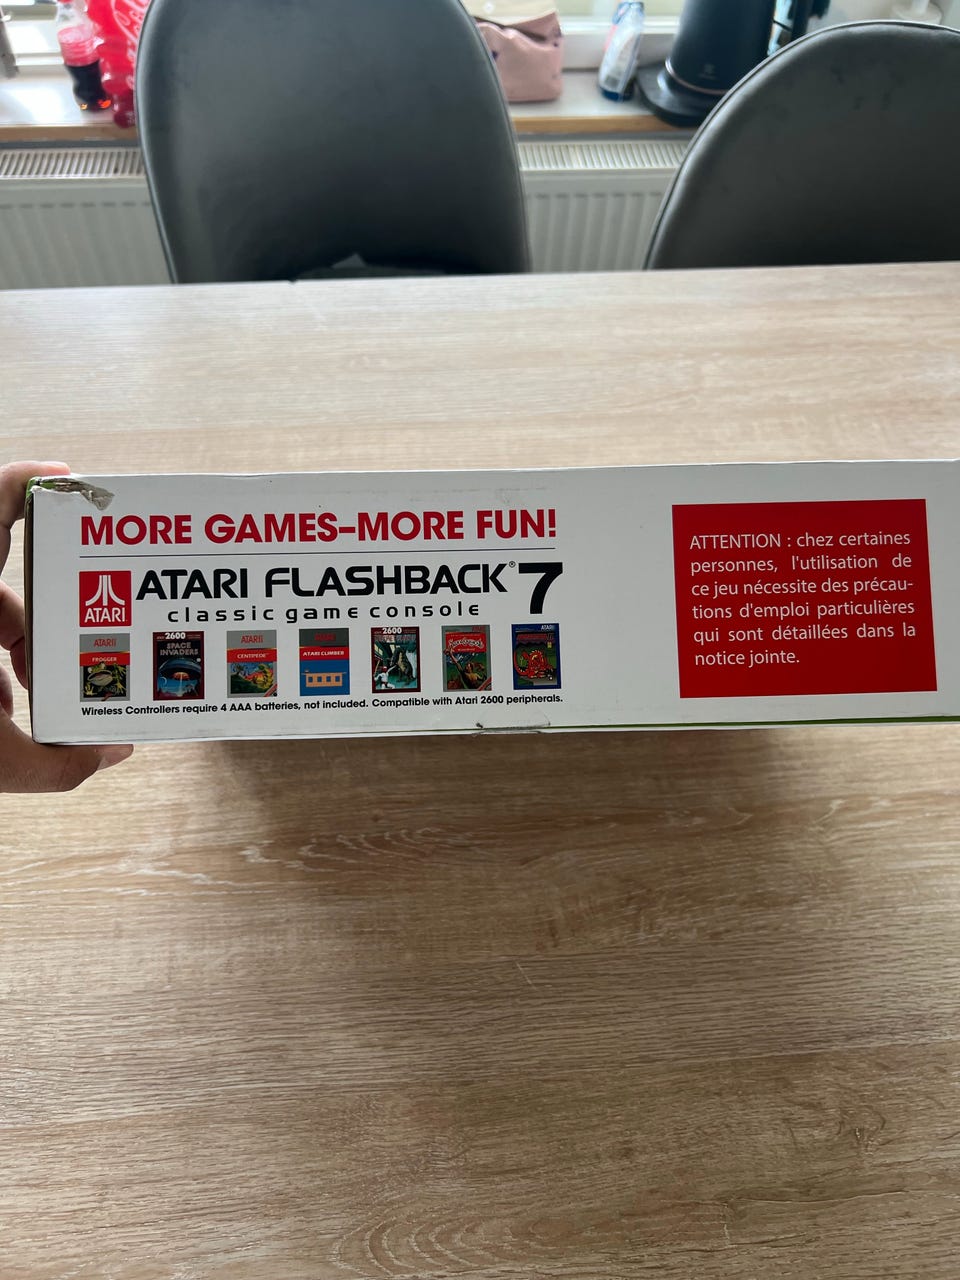 MORE GAMES–MORE FUN!
ATARI
ATARI FLASHBACK® 7
classic game console
ATARI
FROGGER
2600
SPACE
INVADERS
ATARI
CENTIPEDE
ATARI
ATARI CLIMBER
2600
ATARI
Wireless Controllers require 4 AAA batteries, not included. Compatible with Atari 2600 peripherals.
ATTENTION : chez certaines
personnes, l'utilisation de
ce jeu nécessite des précau-
tions d'emploi particulières
qui sont détaillées dans la
notice jointe.